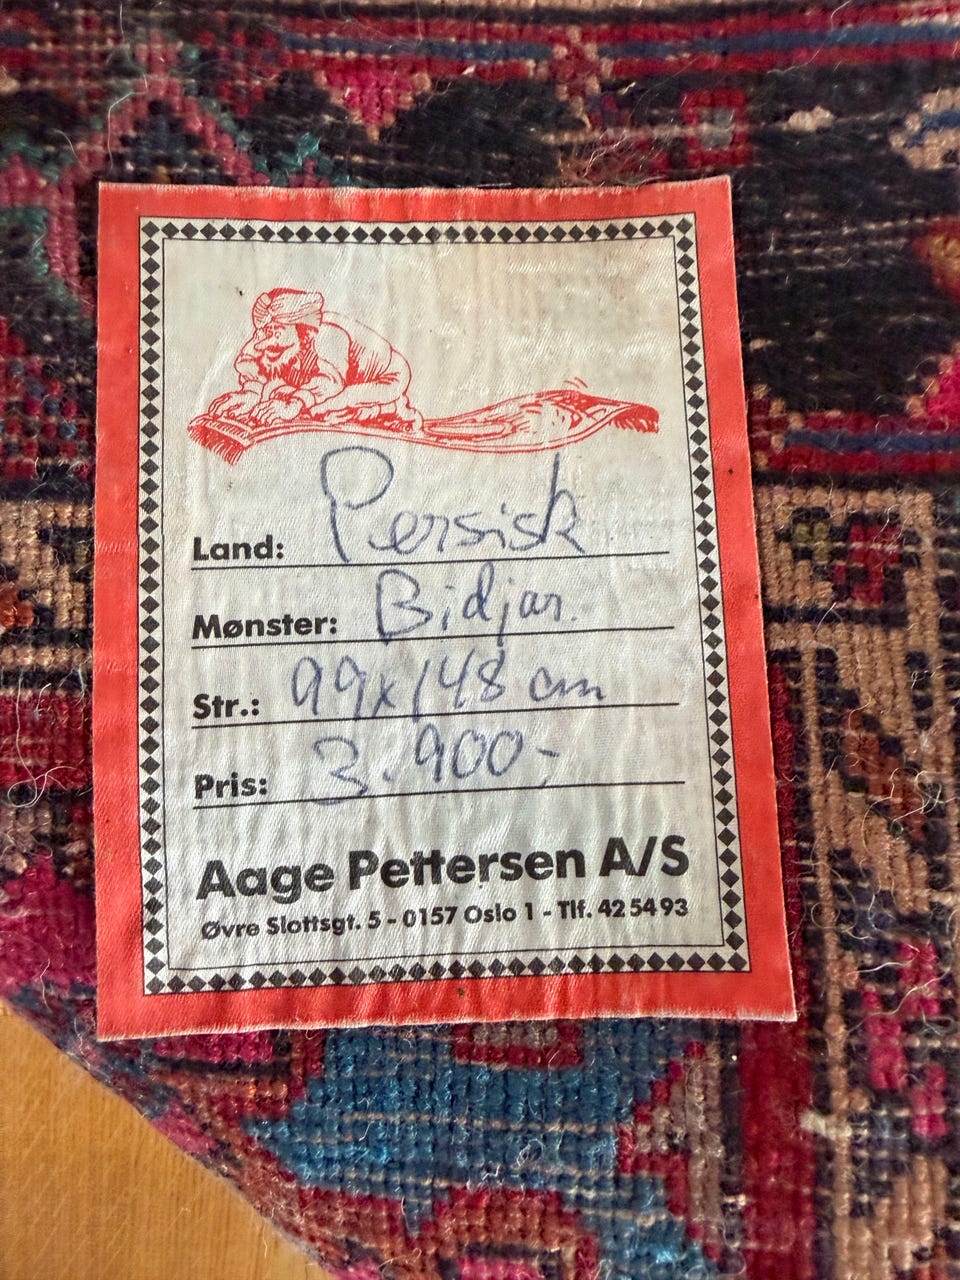 Land: Persisk
Mønster: Bidjar.
Str.: 99x148 cm
Pris: 3.900-
Aage Pettersen A/S
Øvre Slottsgt. 5 - 0157 Oslo 1 - Tlf. 42 54 93